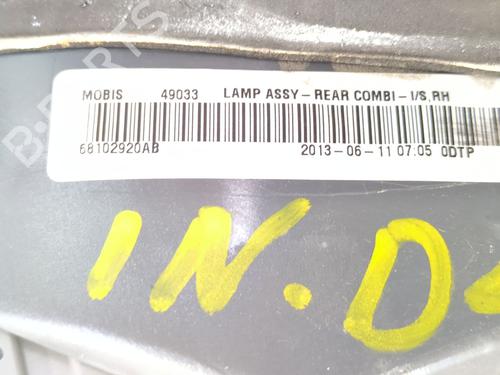 MOBIS 49033 LAMP ASSY-REAR COMBI-I/S,RH
68102920AB 2013-06-11 07:05 0DTP
IN.D